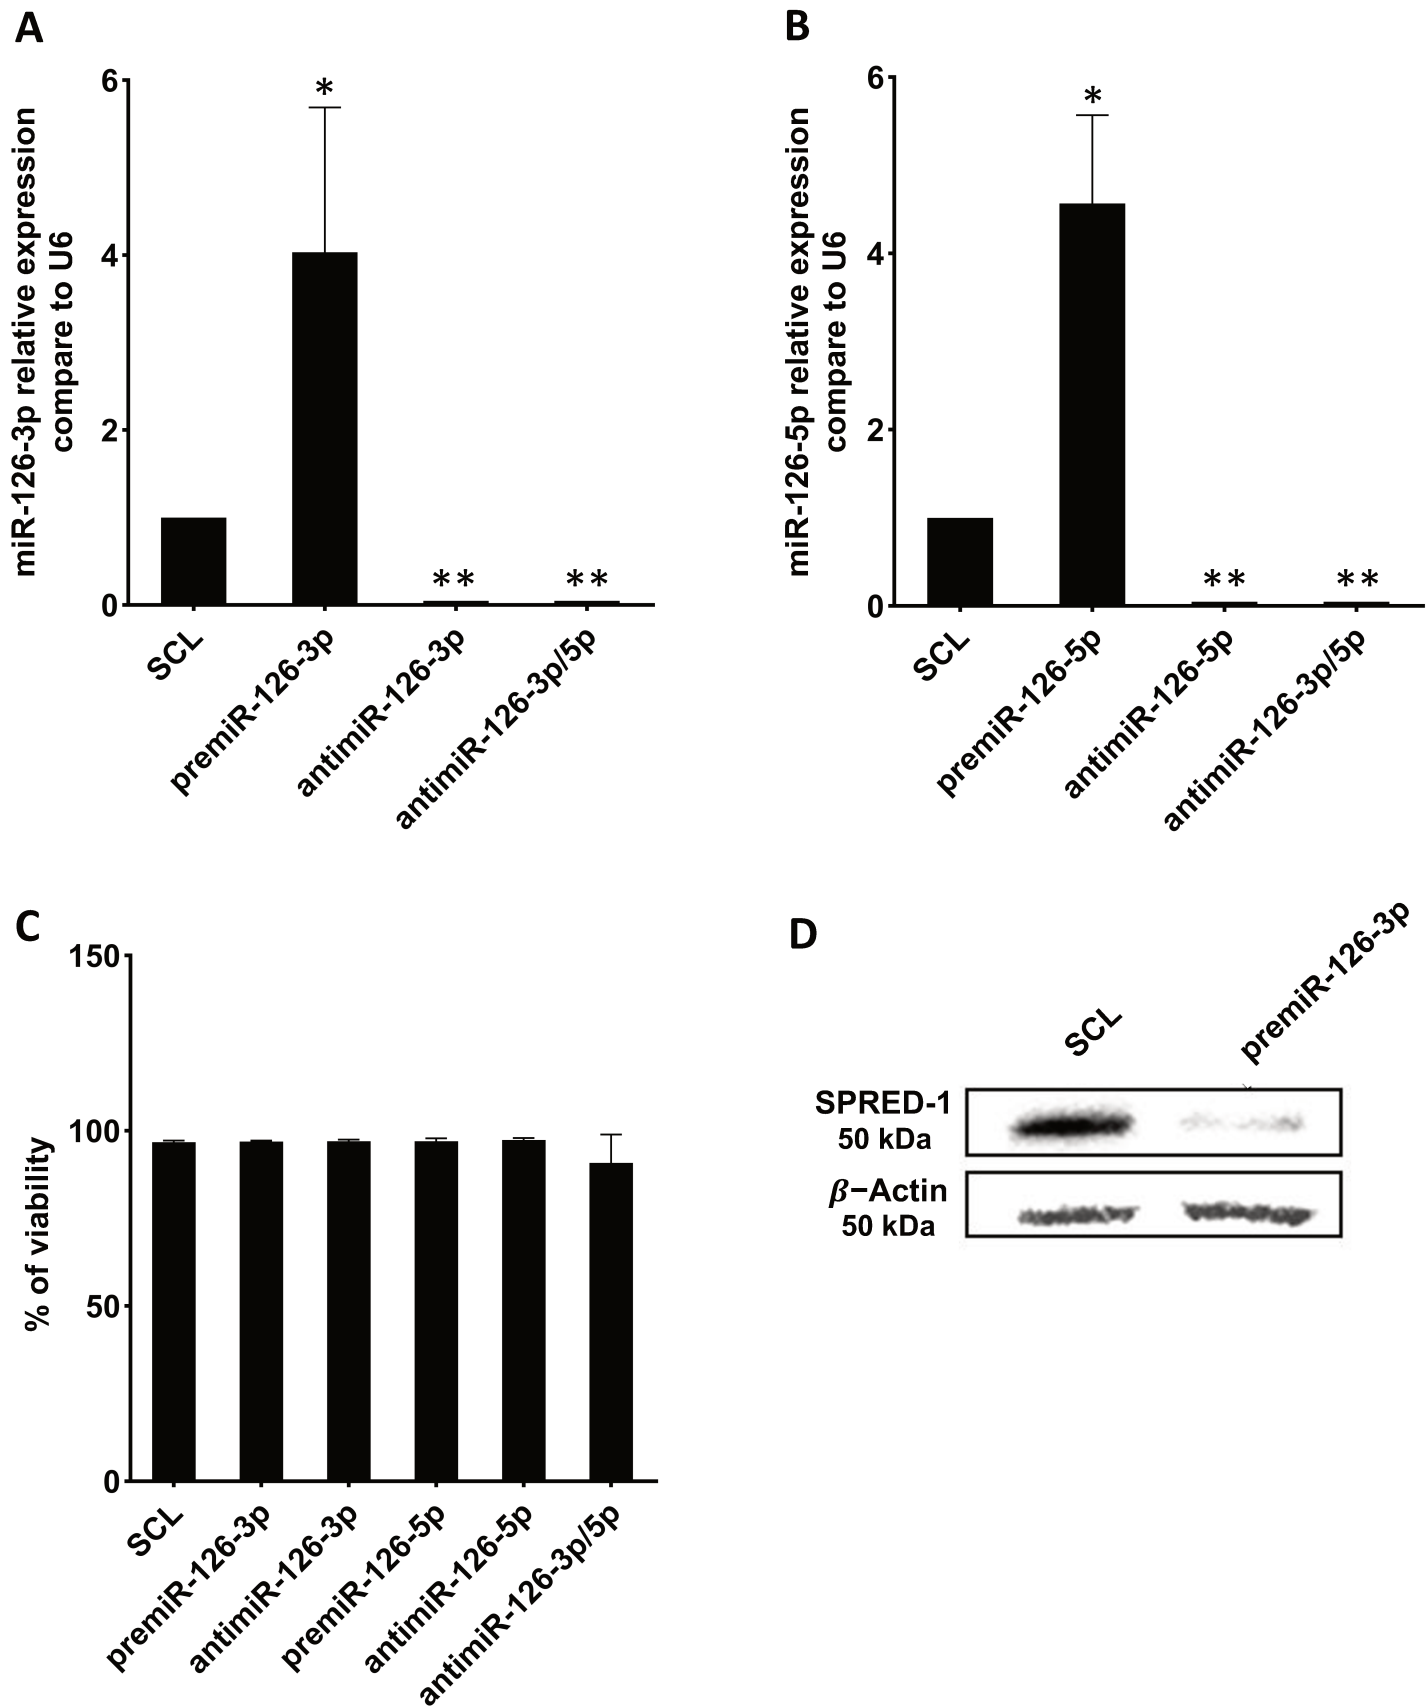 A
miR-126-3p relative expression
compare to U6
6
4
2
0
*
**
**
SCL
premiR-126-3p
antimiR-126-3p
antimiR-126-3p/5p
B
miR-126-5p relative expression
compare to U6
6
4
2
0
*
**
**
SCL
premiR-126-5p
antimiR-126-5p
antimiR-126-3p/5p
C
% of viability
150
100
50
0
SCL
premiR-126-3p
antimiR-126-3p
premiR-126-5p
antimiR-126-5p
antimiR-126-3p/5p
D
SCL
premiR-126-3p
SPRED-1
50 kDa
β−Actin
50 kDa